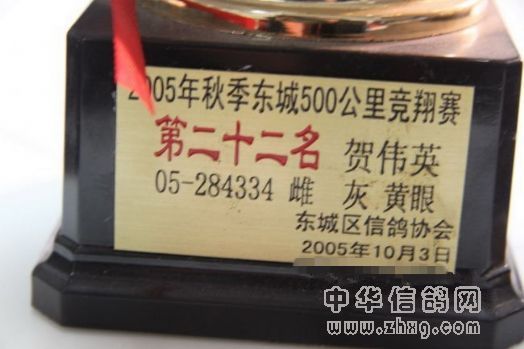 2005年秋季东城500公里竞翔赛
第二十二名 贺伟英
05-284334 雌 灰 黄眼
东城区信鸽协会
2005年10月3日
中华信鸽网
www.zhxg.com